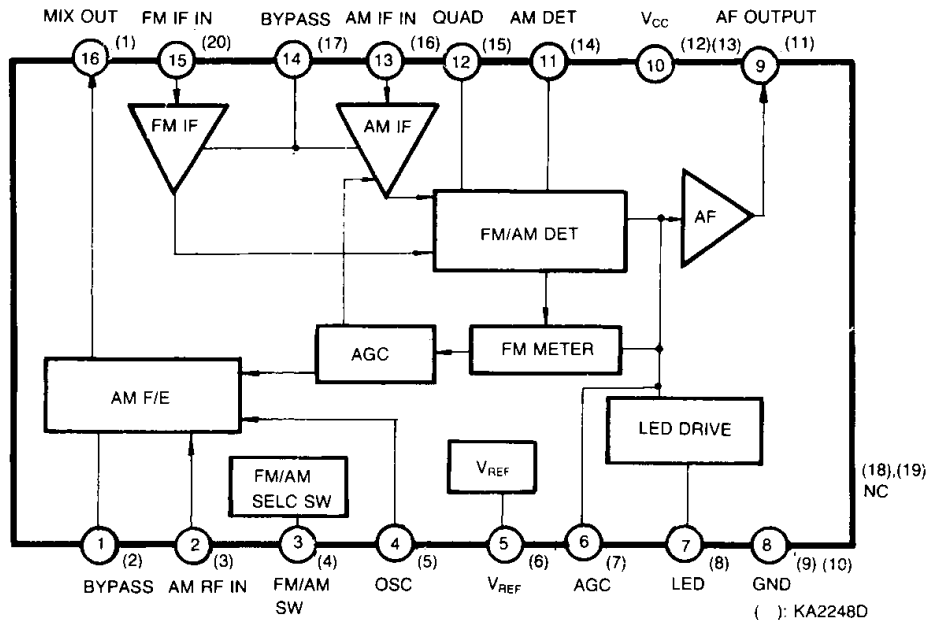 MIX OUT FM IF IN BYPASS AM IF IN QUAD AM DET VCC AF OUTPUT
16 (1) 15 (20) 14 (17) 13 (16) 12 (15) 11 (14) 10 (12)(13) 9 (11)
FM IF
AM IF
FM/AM DET
AF
AGC
FM METER
AM F/E
LED DRIVE
FM/AM
SELC SW
VREF
(18),(19)
NC
1 (2) 2 (3) 3 (4) 4 (5) 5 (6) 6 (7) 7 (8) 8 (9) (10)
BYPASS AM RF IN FM/AM OSC VREF AGC LED GND
SW
( ): KA2248D